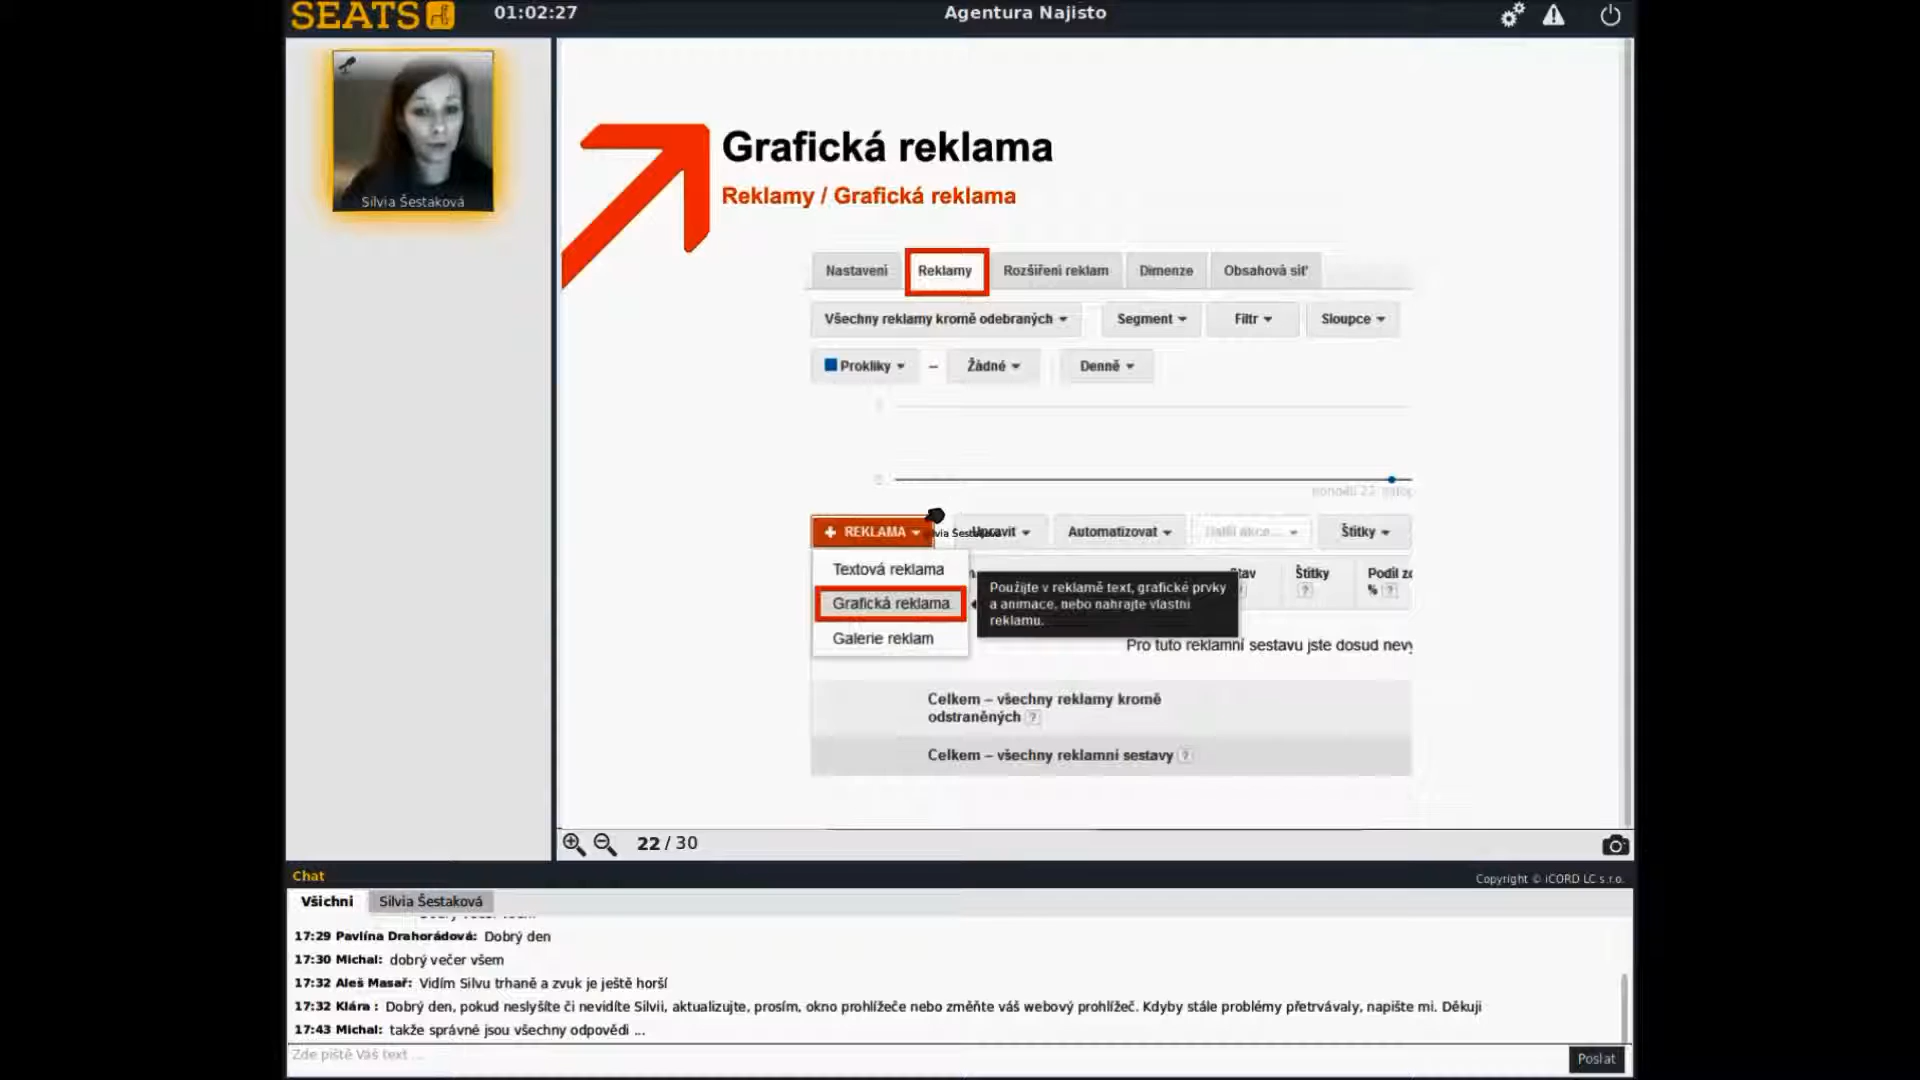 SEATS
01:02:27
Agentura Najisto
Silvia Šestaková
Grafická reklama
Reklamy / Grafická reklama
Nastavení Reklamy Rozšíření reklam Dimenze Obsahová síť
Všechny reklamy kromě odebraných Segment Filtr Sloupce
Prokliky – Žádné Denně
0
+ REKLAMA Upravit Automatizovat Další akce... Štítky
Textová reklama
Grafická reklama
Galerie reklam
Použijte v reklamě text, grafické prvky
a animace, nebo nahrajte vlastní
reklamu.
Štítky
?
Podíl zo
% ?
Pro tuto reklamní sestavu jste dosud nevy
Celkem – všechny reklamy kromě
odstraněných ?
Celkem – všechny reklamní sestavy ?
22 / 30
Chat
Copyright © iCORD LC s.r.o.
Všichni Silvia Šestaková
17:29 Pavlína Drahorádová: Dobrý den
17:30 Michal: dobrý večer všem
17:32 Aleš Masař: Vidím Silvu trhaně a zvuk je ještě horší
17:32 Klára : Dobrý den, pokud neslyšíte či nevidíte Silvii, aktualizujte, prosím, okno prohlížeče nebo změňte váš webový prohlížeč. Kdyby stále problémy přetrvávaly, napište mi. Děkuji
17:43 Michal: takže správné jsou všechny odpovědi ...
Zde piště Váš text ...
Poslat